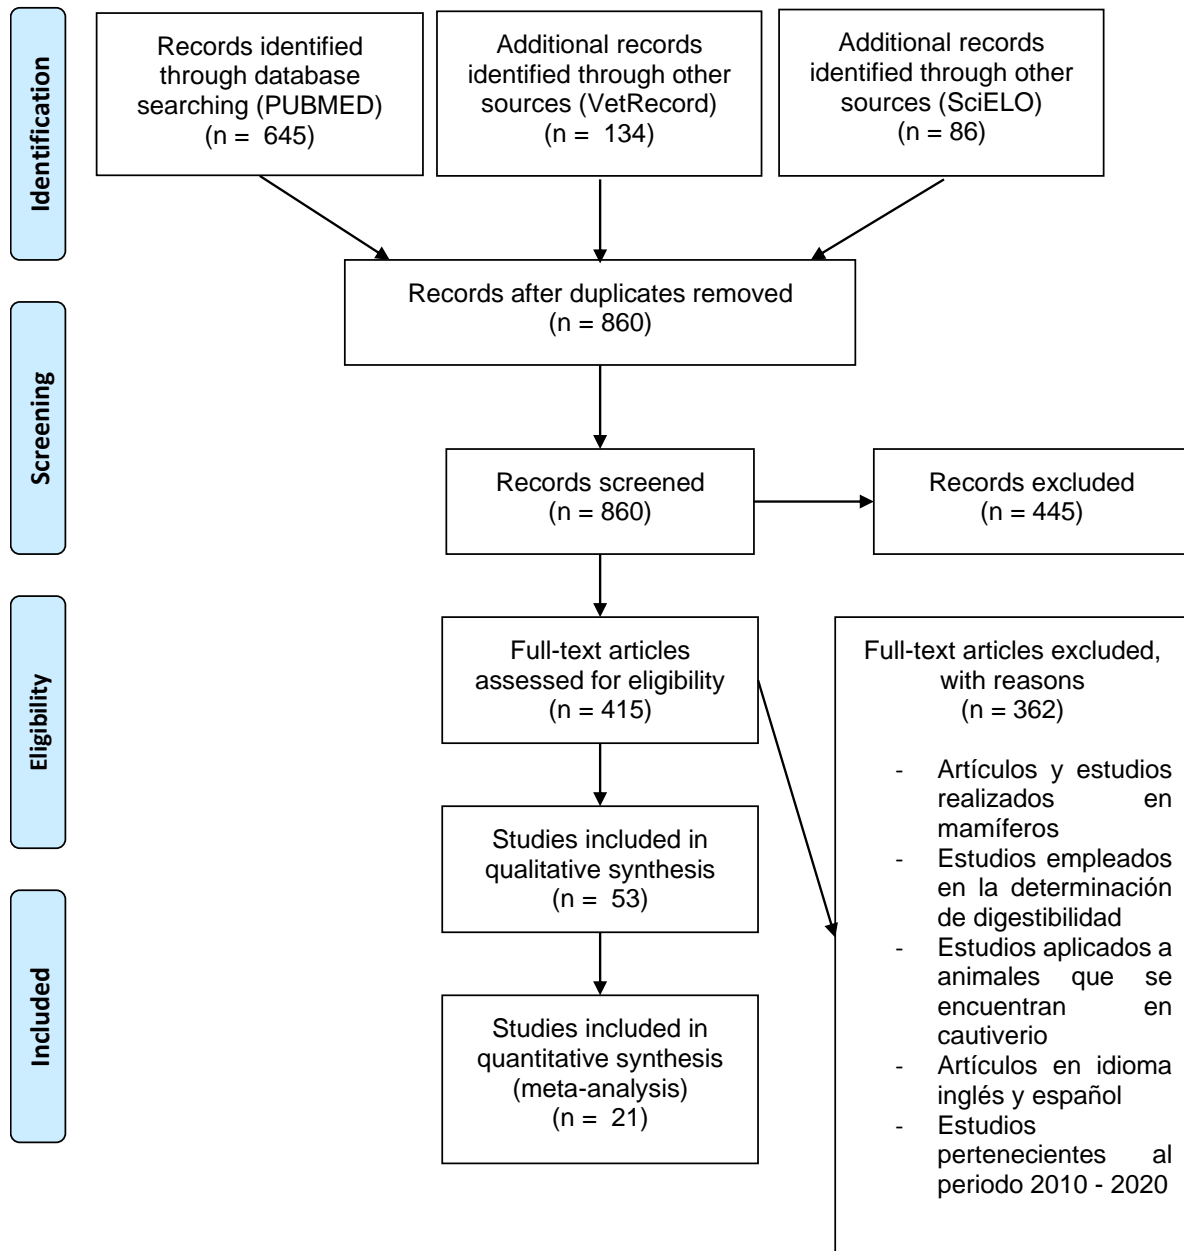 Identification
Records identified
through database
searching (PUBMED)
(n =  645)
Additional records
identified through other
sources (VetRecord)
(n =  134)
Additional records
identified through other
sources (SciELO)
(n = 86)
Records after duplicates removed
(n = 860)
Screening
Records screened
(n = 860)
Records excluded
(n = 445)
Eligibility
Full-text articles
assessed for eligibility
(n = 415)
Full-text articles excluded,
with reasons
(n = 362)
- Artículos y estudios
realizados en
mamíferos
- Estudios empleados
en la determinación
de digestibilidad
- Estudios aplicados a
animales que se
encuentran en
cautiverio
- Artículos en idioma
inglés y español
- Estudios
pertenecientes al
periodo 2010 - 2020
Studies included in
qualitative synthesis
(n =  53)
Included
Studies included in
quantitative synthesis
(meta-analysis)
(n =  21)